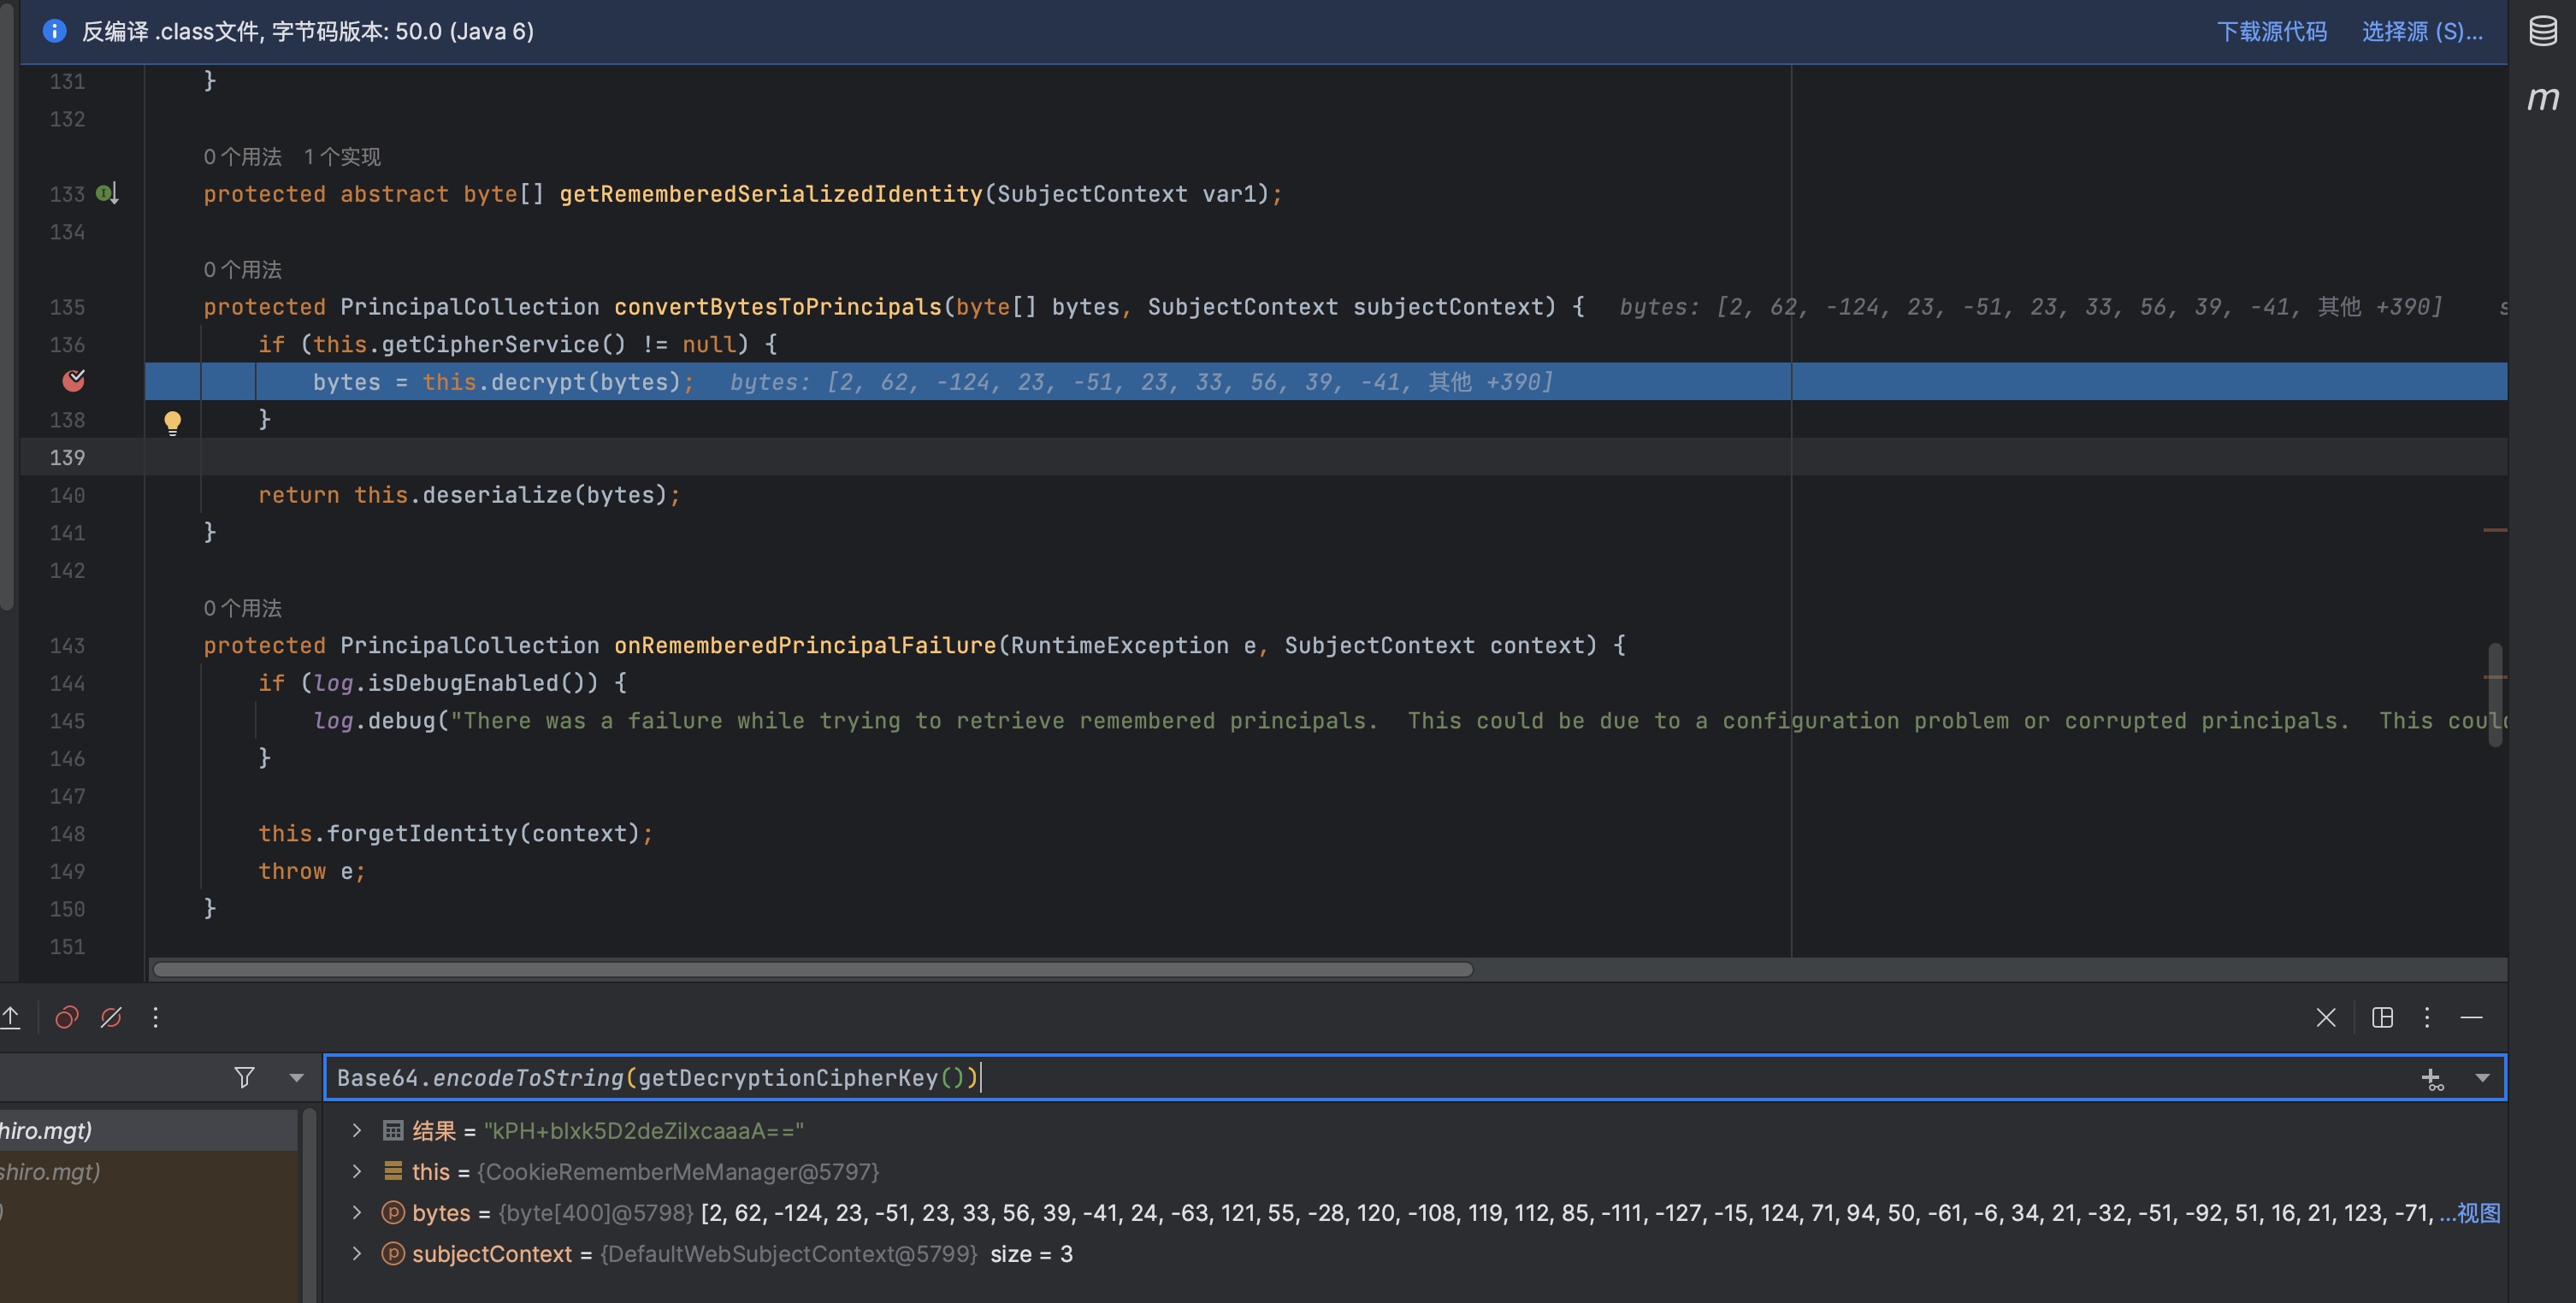 反编译 .class文件, 字节码版本: 50.0 (Java 6) 下载源代码 选择源 (S)...
131 }
132
0 个用法 1 个实现
133 protected abstract byte[] getRememberedSerializedIdentity(SubjectContext var1);
134
0 个用法
135 protected PrincipalCollection convertBytesToPrincipals(byte[] bytes, SubjectContext subjectContext) { bytes: [2, 62, -124, 23, -51, 23, 33, 56, 39, -41, 其他 +390] s
136 if (this.getCipherService() != null) {
bytes = this.decrypt(bytes); bytes: [2, 62, -124, 23, -51, 23, 33, 56, 39, -41, 其他 +390]
138 }
139
140 return this.deserialize(bytes);
141 }
142
0 个用法
143 protected PrincipalCollection onRememberedPrincipalFailure(RuntimeException e, SubjectContext context) {
144 if (log.isDebugEnabled()) {
145 log.debug("There was a failure while trying to retrieve remembered principals.  This could be due to a configuration problem or corrupted principals.  This could
146 }
147
148 this.forgetIdentity(context);
149 throw e;
150 }
151
Base64.encodeToString(getDecryptionCipherKey())
hiro.mgt)
结果 = "kPH+bIxk5D2deZiIxcaaaA=="
shiro.mgt)
this = {CookieRememberMeManager@5797}
)
bytes = {byte[400]@5798} [2, 62, -124, 23, -51, 23, 33, 56, 39, -41, 24, -63, 121, 55, -28, 120, -108, 119, 112, 85, -111, -127, -15, 124, 71, 94, 50, -61, -6, 34, 21, -32, -51, -92, 51, 16, 21, 123, -71, ...视图
subjectContext = {DefaultWebSubjectContext@5799} size = 3
m